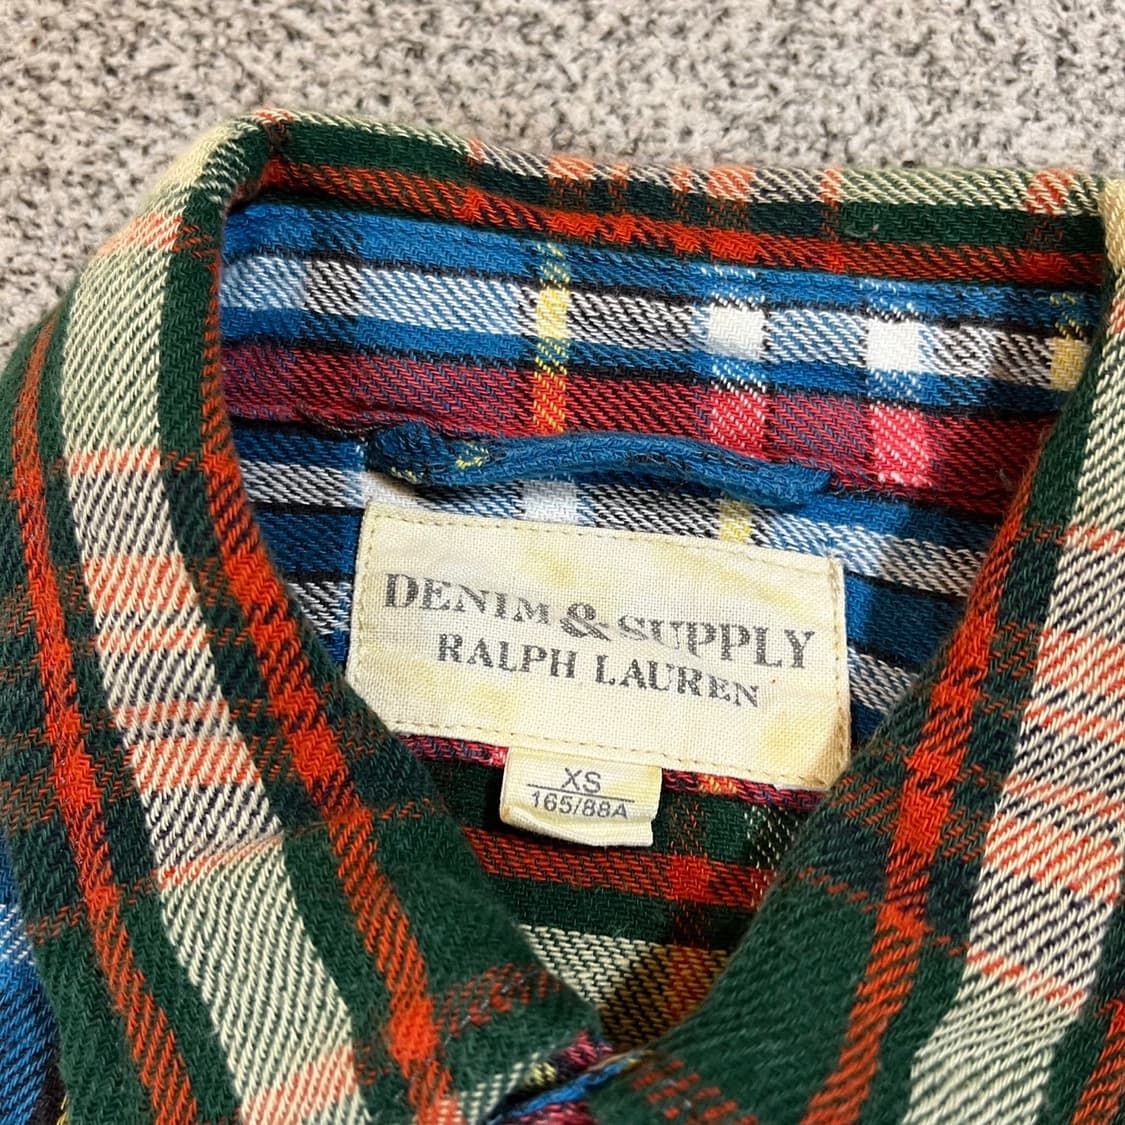 DENIM & SUPPLY
RALPH LAUREN
XS
165/88A